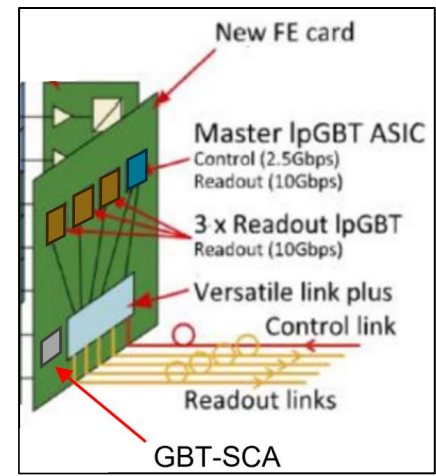 New FE card
Master lpGBT ASIC
Control (2.5Gbps)
Readout (10Gbps)
3 x Readout lpGBT
Readout (10Gbps)
Versatile link plus
Control link
Readout links
GBT-SCA